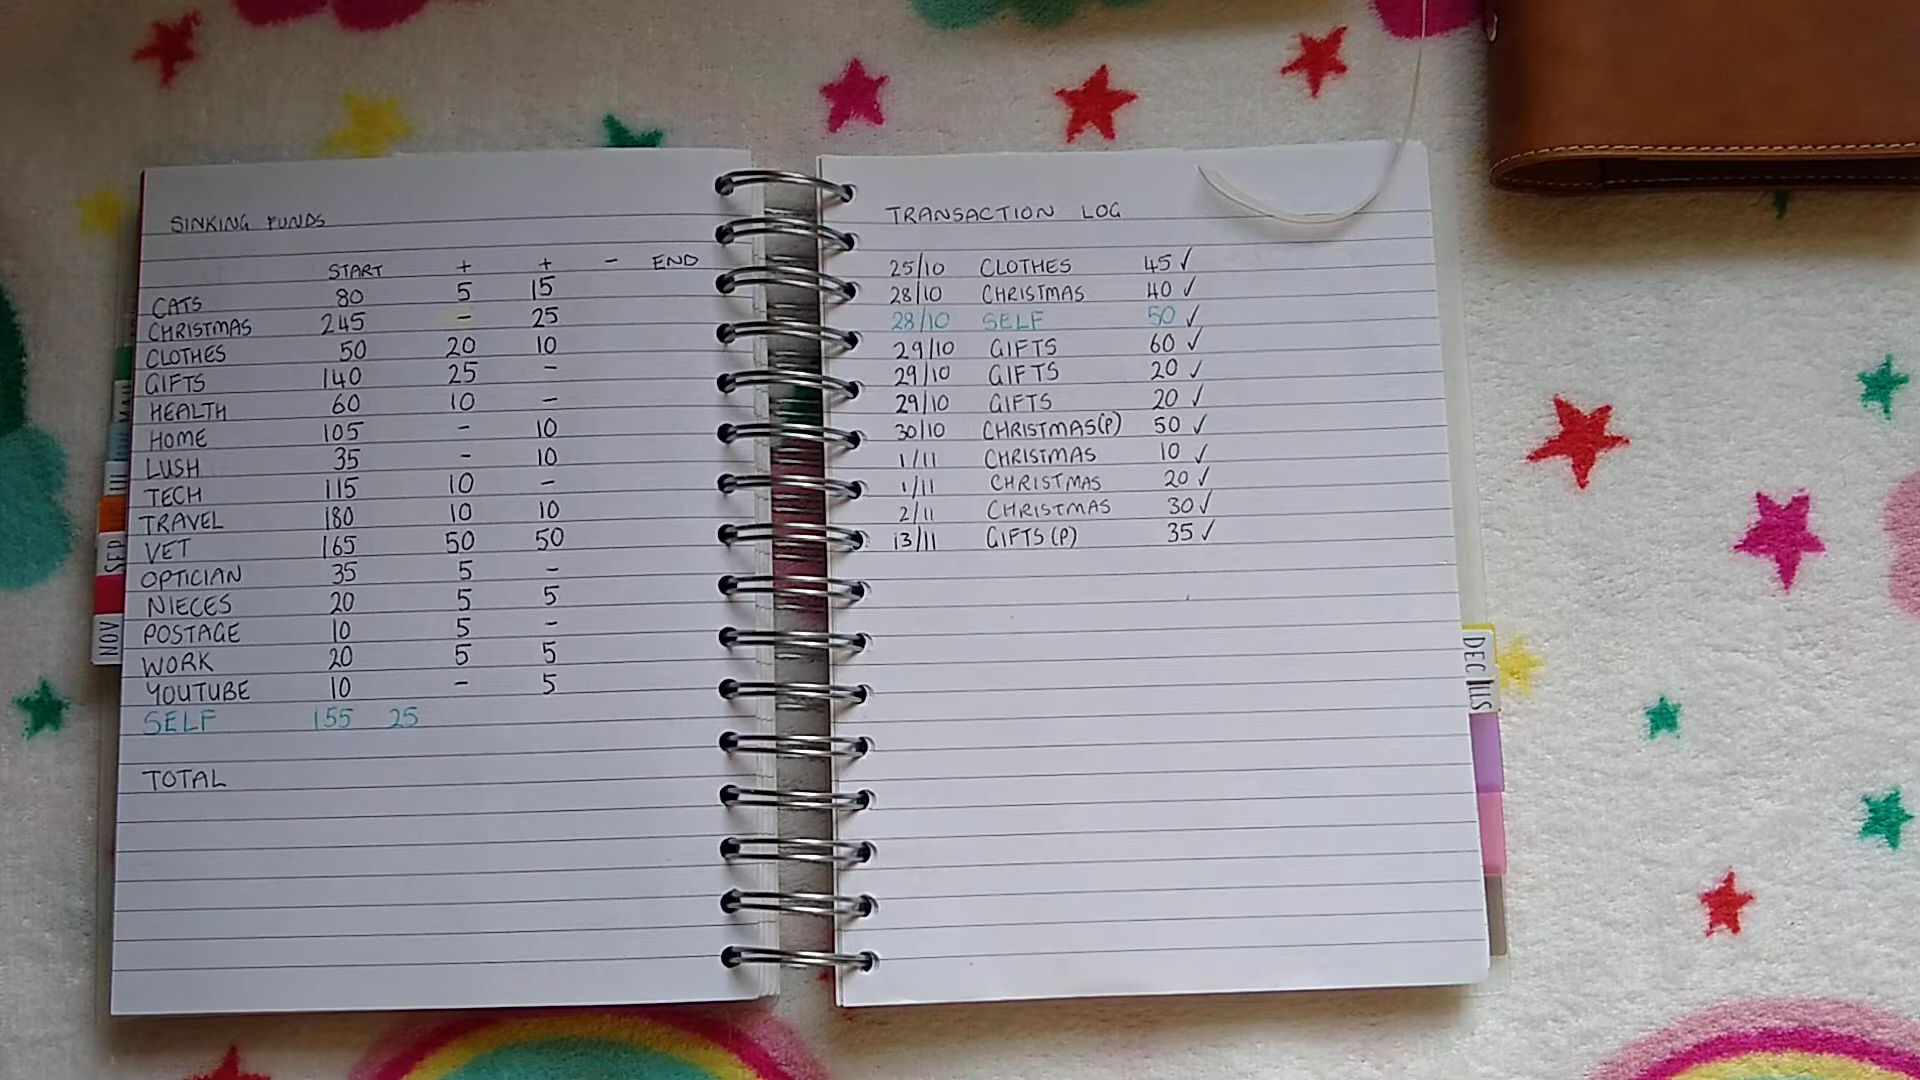 SINKING FUNDS
START + + - END
CATS 80 5 15
CHRISTMAS 245 - 25
CLOTHES 50 20 10
GIFTS 140 25 -
HEALTH 60 10 -
HOME 105 - 10
LUSH 35 - 10
TECH 115 10 -
TRAVEL 180 10 10
VET 165 50 50
OPTICIAN 35 5 -
NIECES 20 5 5
POSTAGE 10 5 -
WORK 20 5 5
YOUTUBE 10 - 5
SELF 155 25
TOTAL
SEP
NOV
TRANSACTION LOG
25/10 CLOTHES 45 ✓
28/10 CHRISTMAS 40 ✓
28/10 SELF 50 ✓
29/10 GIFTS 60 ✓
29/10 GIFTS 20 ✓
29/10 GIFTS 20 ✓
30/10 CHRISTMAS(P) 50 ✓
1/11 CHRISTMAS 10 ✓
1/11 CHRISTMAS 20 ✓
2/11 CHRISTMAS 30 ✓
13/11 GIFTS (P) 35 ✓
DEC